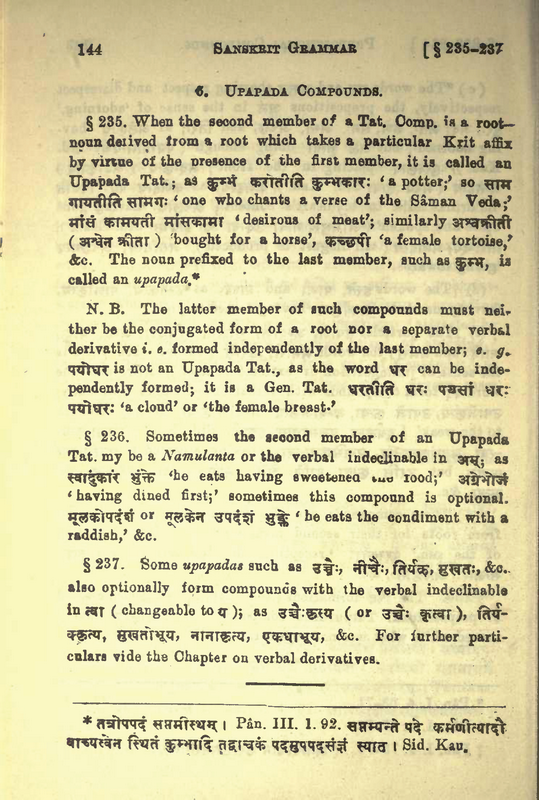 144 SANSKRIT GRAMMAR [ § 235-237
6. UPAPADA COMPOUNDS.
§ 235. When the second member of a Tat. Comp. is a root—
noun derived from a root which takes a particular Krit affix
by virtue of the presence of the first member, it is called an
Upapada Tat.; as कुम्भं करोतीति कुम्भकारः ‘a potter;’ so साम
गायतीति सामगः ‘one who chants a verse of the Sâman Veda;’
मांसं कामयती मांसकामा ‘desirous of meat’; similarly अश्वक्रीती
( अश्वेन क्रीता ) ‘bought for a horse’, कच्छपी ‘a female tortoise,’
&c. The noun prefixed to the last member, such as कुम्भ, is
called an upapada.*
N. B. The latter member of such compounds must nei-
ther be the conjugated form of a root nor a separate verbal
derivative i. e. formed independently of the last member; e. g.
पयोधर is not an Upapada Tat., as the word धर can be inde-
pendently formed; it is a Gen. Tat. धरतीति धरः पयसां धरः
पयोधरः ‘a cloud’ or ‘the female breast.’
§ 236. Sometimes the second member of an Upapada
Tat. my be a Namulanta or the verbal indeclinable in अम्; as
स्वादुंकारं भुंक्ते ‘he eats having sweetened the food;’ अग्रेभोजं
‘having dined first;’ sometimes this compound is optional.
मूलकोपदंशं or मूलकेन उपदंशं भुङ्क्ते ‘he eats the condiment with a
raddish,’ &c.
§ 237. Some upapadas such as उच्चैः, नीचैः, तिर्यक्, मुखतः, &c.
also optionally form compounds with the verbal indeclinable
in त्वा ( changeable to य ); as उच्चैःकृत्य ( or उच्चैः कृत्वा ), तिर्य-
क्कृत्य, मुखतोभूय, नानाकृत्य, एकधाभूय, &c. For further parti-
culars vide the Chapter on verbal derivatives.
* तत्रोपपदं सप्तमीस्थम् । Pân. III. 1. 92. सप्तम्यन्ते पदे कर्मणीत्यादौ
वाच्यत्वेन स्थितं कुम्भादि तद्वाचकं पदमुपपदसंज्ञं स्यात् । Sid. Kau.